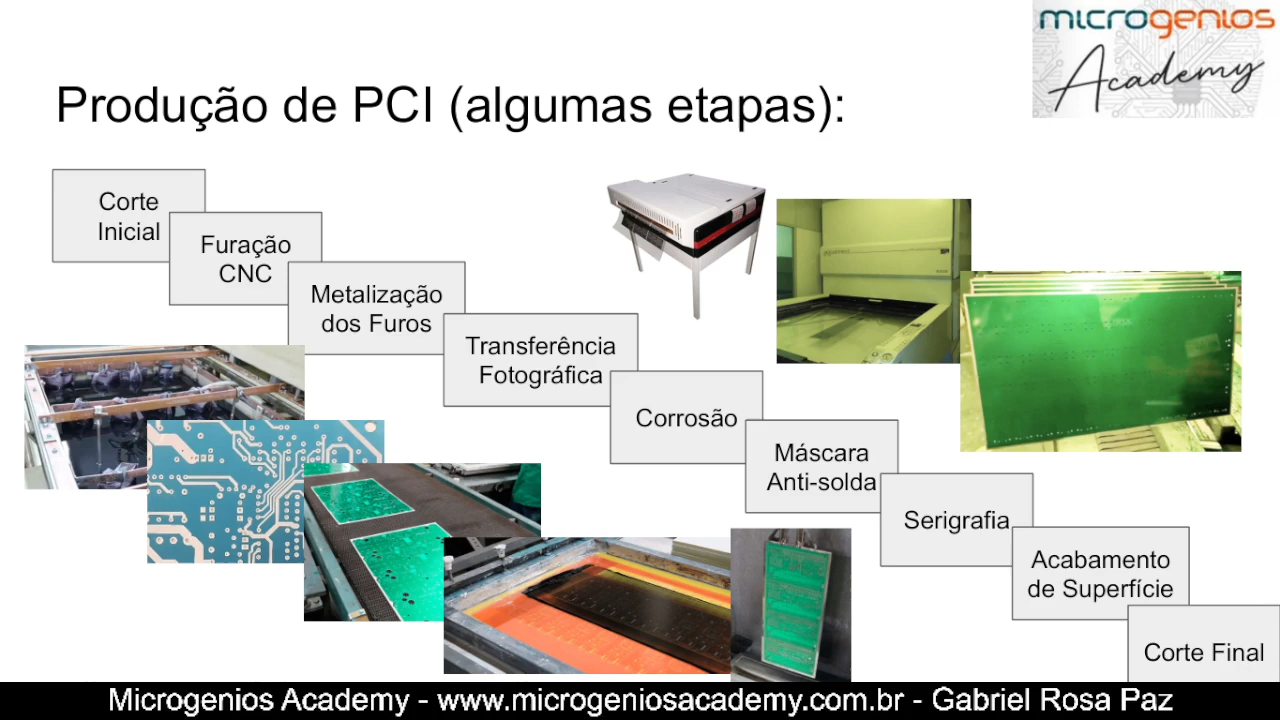 microgenios
Academy
Produção de PCI (algumas etapas):
Corte
Inicial
Furação
CNC
Metalização
dos Furos
Transferência
Fotográfica
Corrosão
Máscara
Anti-solda
Serigrafia
Acabamento
de Superfície
Corte Final
Microgenios Academy - www.microgeniosacademy.com.br - Gabriel Rosa Paz